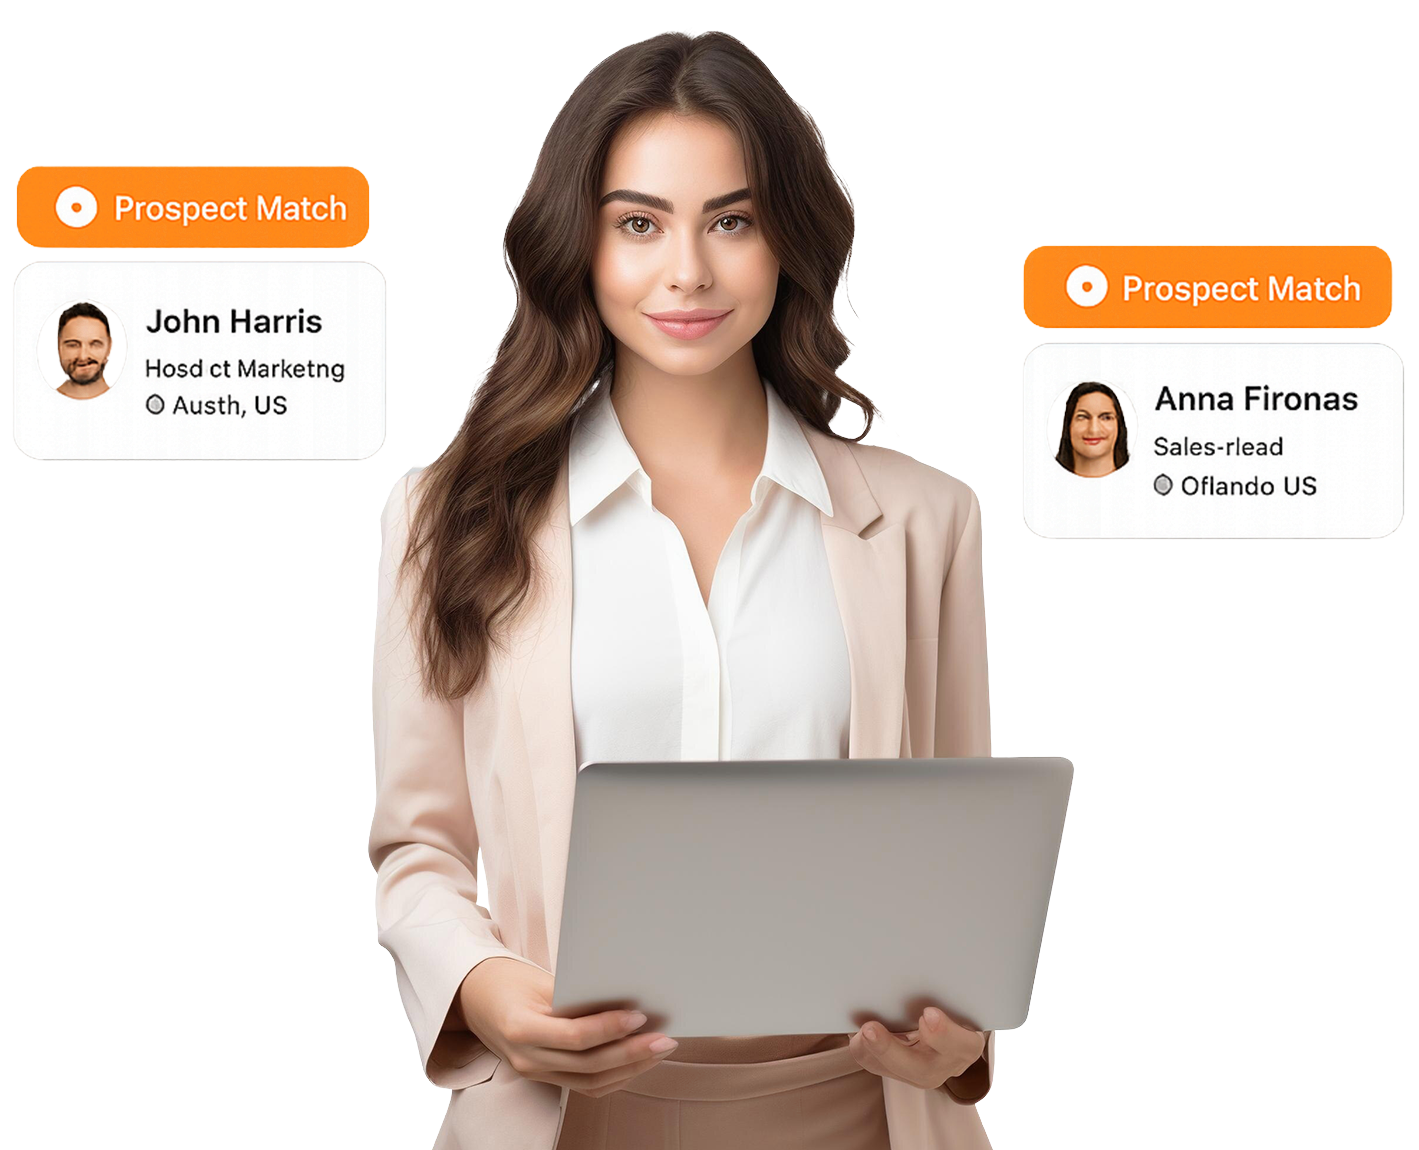 Prospect Match
John Harris
Hosd ct Marketng
Austh, US
Prospect Match
Anna Fironas
Sales-rlead
Oflando US